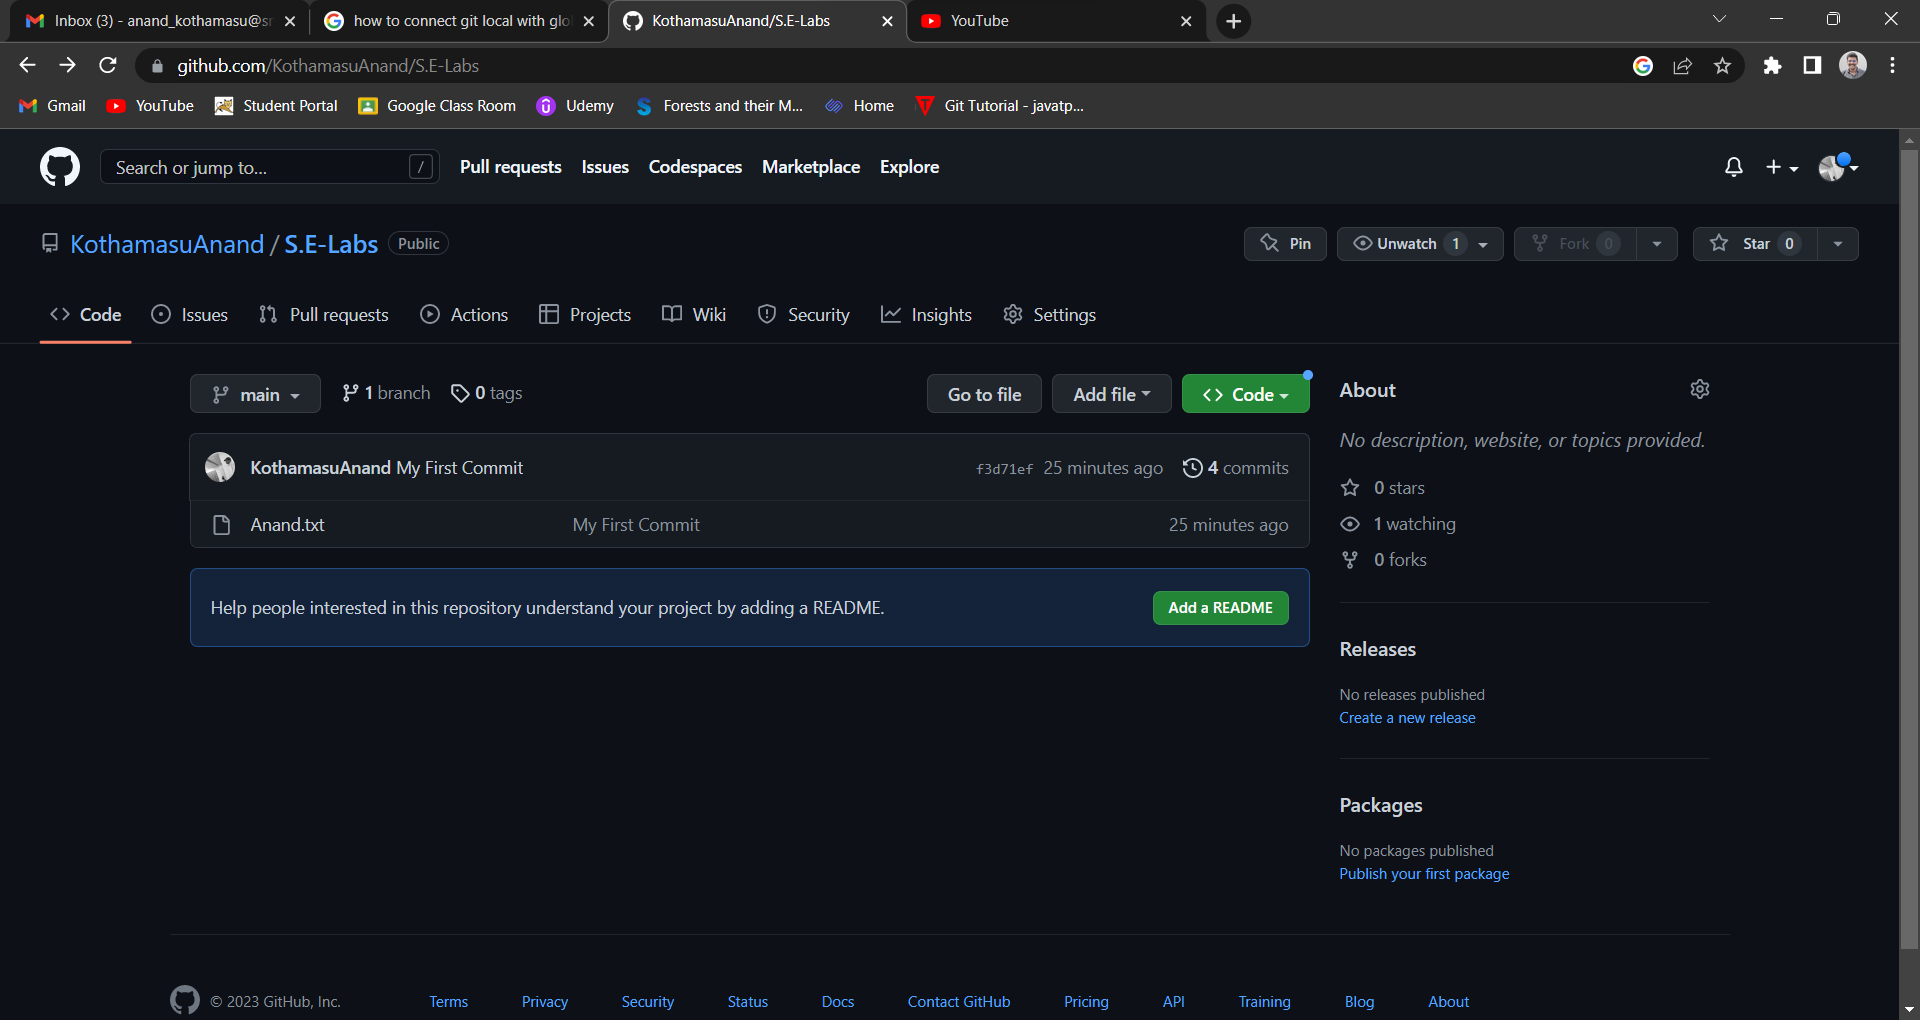 Inbox (3) - anand_kothamasu@sr
how to connect git local with glo
KothamasuAnand/S.E-Labs
YouTube
github.com/KothamasuAnand/S.E-Labs
Gmail YouTube Student Portal Google Class Room Udemy Forests and their M... Home Git Tutorial - javatp...
Search or jump to... / Pull requests Issues Codespaces Marketplace Explore
KothamasuAnand / S.E-Labs Public Pin Unwatch 1 Fork 0 Star 0
Code Issues Pull requests Actions Projects Wiki Security Insights Settings
main 1 branch 0 tags Go to file Add file Code
KothamasuAnand My First Commit f3d71ef 25 minutes ago 4 commits
Anand.txt My First Commit 25 minutes ago
Help people interested in this repository understand your project by adding a README. Add a README
About
No description, website, or topics provided.
0 stars
1 watching
0 forks
Releases
No releases published
Create a new release
Packages
No packages published
Publish your first package
© 2023 GitHub, Inc. Terms Privacy Security Status Docs Contact GitHub Pricing API Training Blog About